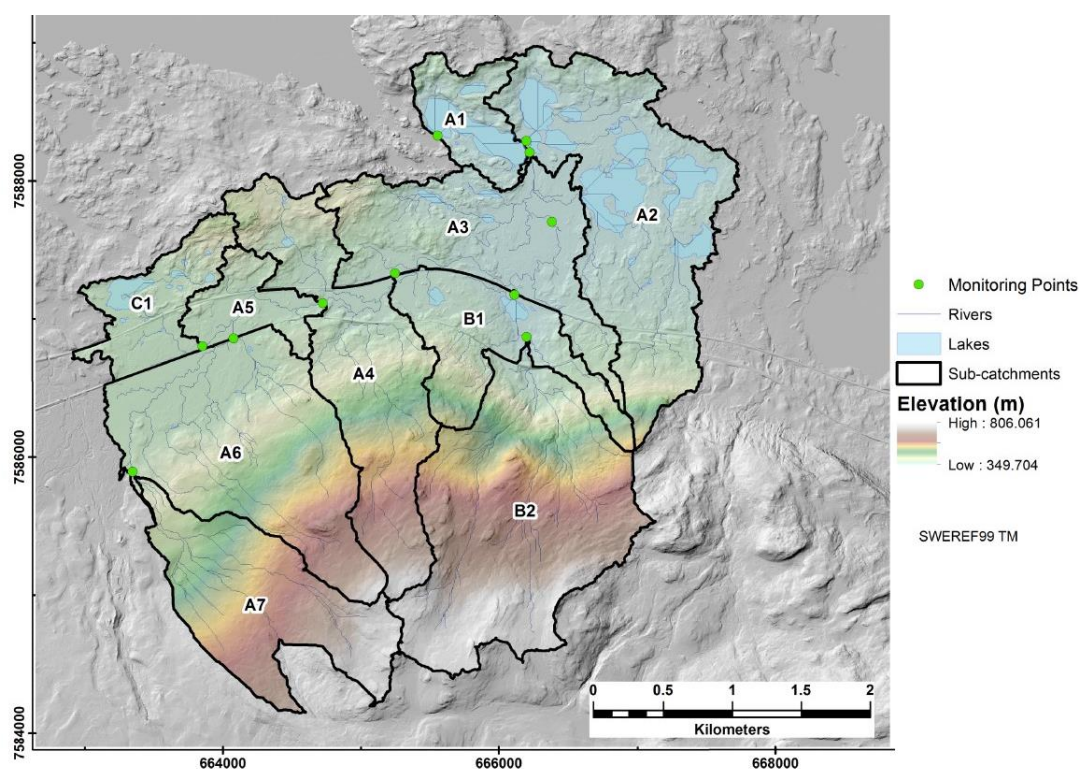 A1
A2
A3
A4
A5
A6
A7
B1
B2
C1
7588000
7586000
7584000
664000
666000
668000
0 0.5 1 1.5 2
Kilometers
Monitoring Points
Rivers
Lakes
Sub-catchments
Elevation (m)
High : 806.061
Low : 349.704
SWEREF99 TM